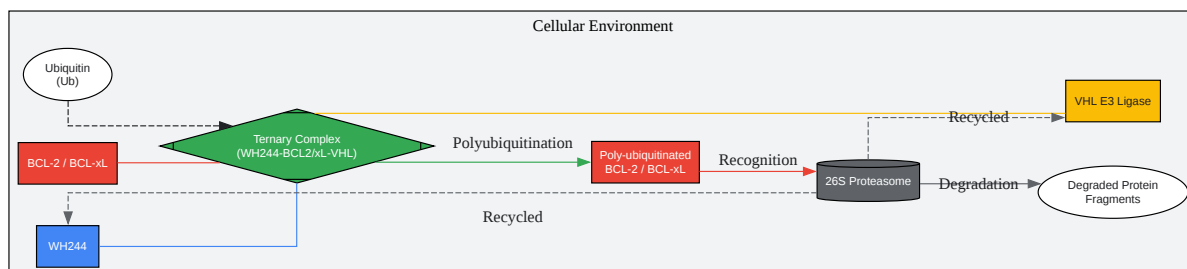 Cellular Environment
Ubiquitin
(Ub)
VHL E3 Ligase
Recycled
Ternary Complex
(WH244-BCL2/xL-VHL)
Polyubiquitination
BCL-2 / BCL-xL
Poly-ubiquitinated
BCL-2 / BCL-xL
Recognition
26S Proteasome
Degradation
Degraded Protein
Fragments
Recycled
WH244